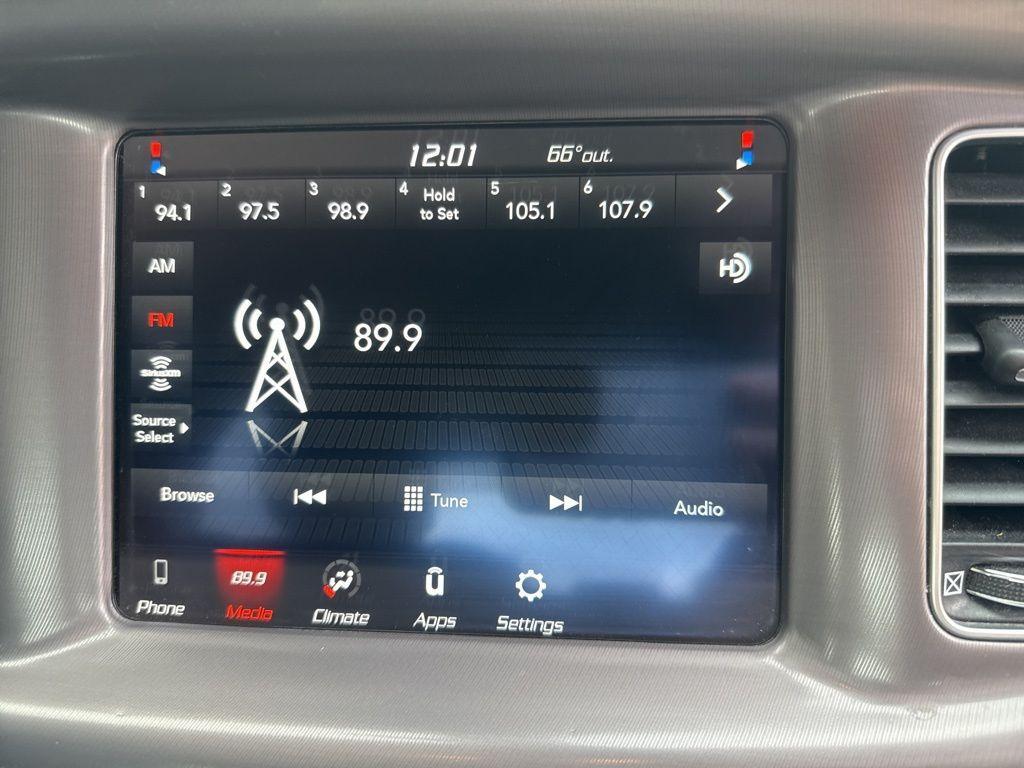 12:01 66°out.
1 94.1 2 97.5 3 98.9 4 Hold to Set 5 105.1 6 107.9
AM
HD
FM
89.9
SiriusXM
Source
Select
Browse Tune Audio
89.9
Phone Media Climate Apps Settings